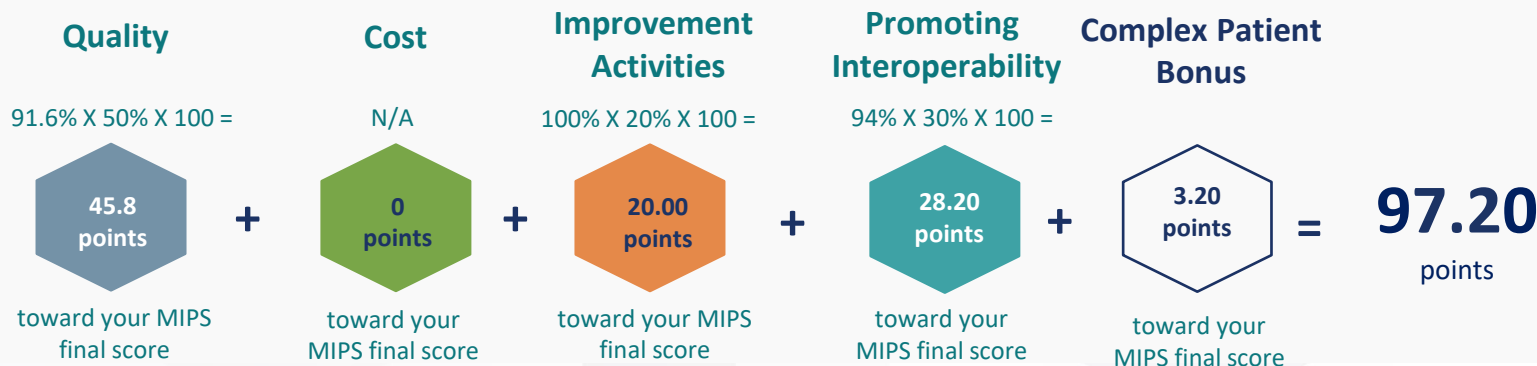 Quality
Cost
Improvement
Activities
Promoting
Interoperability
Complex Patient
Bonus
91.6% X 50% X 100 =
N/A
100% X 20% X 100 =
94% X 30% X 100 =
45.8
points
+
0
points
+
20.00
points
+
28.20
points
+
3.20
points
=
97.20
points
toward your MIPS
final score
toward your
MIPS final score
toward your MIPS
final score
toward your
MIPS final score
toward your
MIPS final score